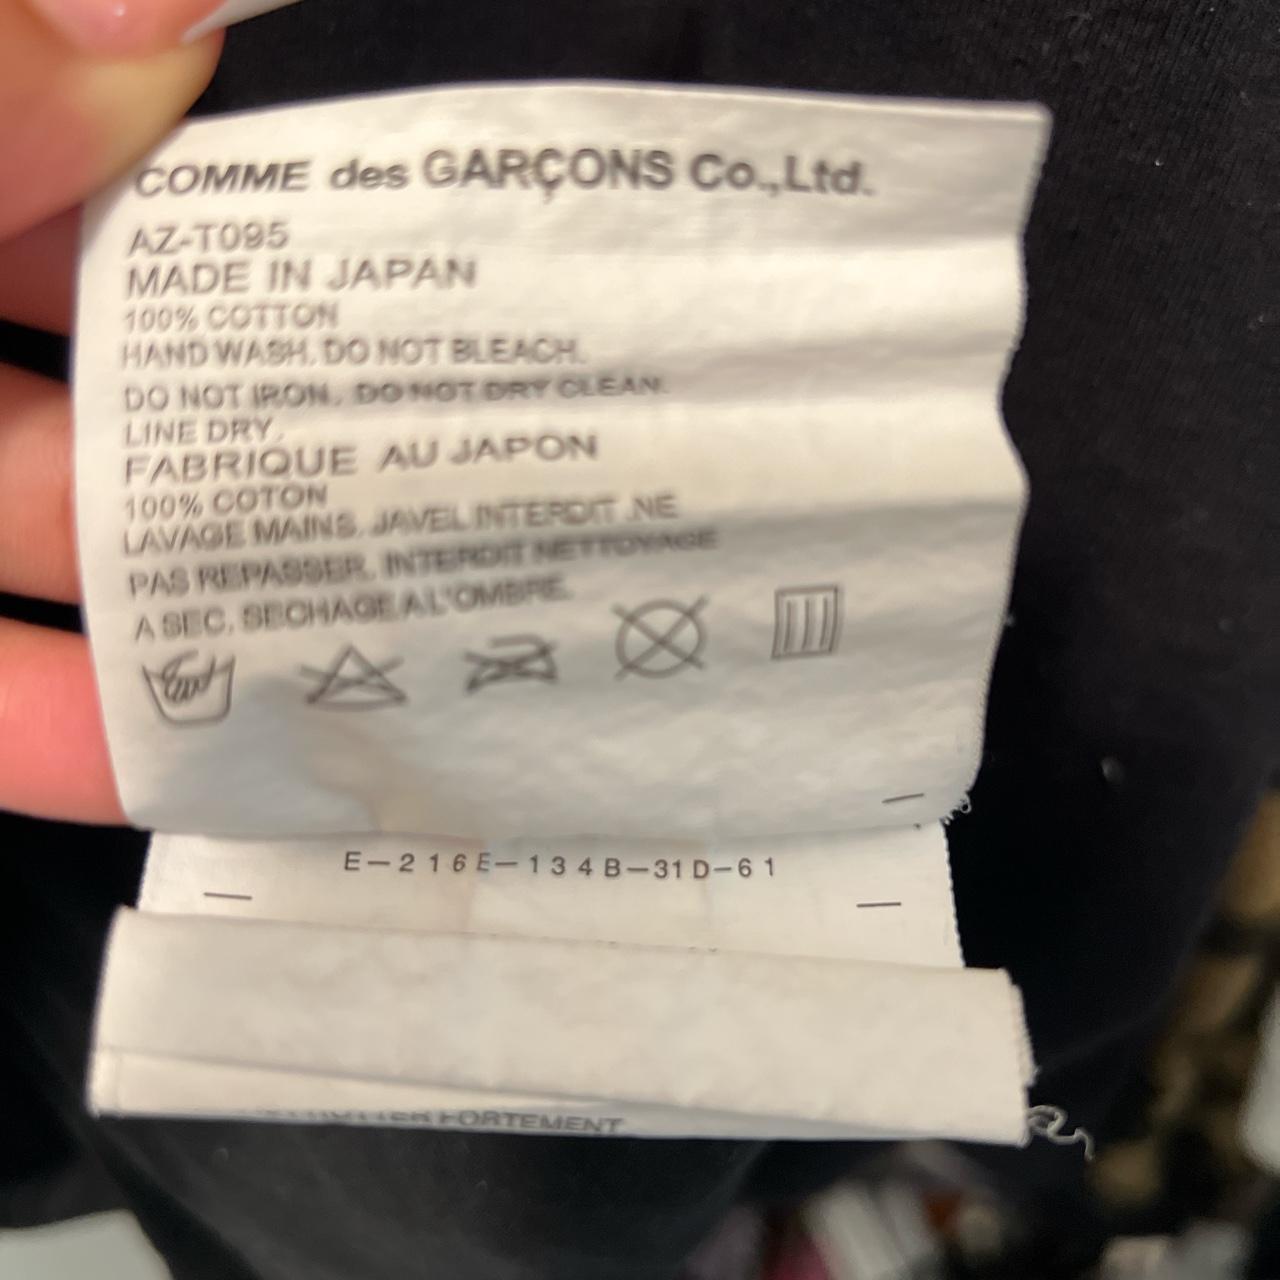 COMME des GARÇONS Co.,Ltd.
AZ-T095
MADE IN JAPAN
100% COTTON
HAND WASH. DO NOT BLEACH.
DO NOT IRON. DO NOT DRY CLEAN.
LINE DRY.
FABRIQUE AU JAPON
100% COTON
LAVAGE MAINS. JAVEL INTERDIT .NE
PAS REPASSER. INTERDIT NETTOYAGE
A SEC. SECHAGE A L'OMBRE.
E-216E-134B-31D-61
FORTEMENT